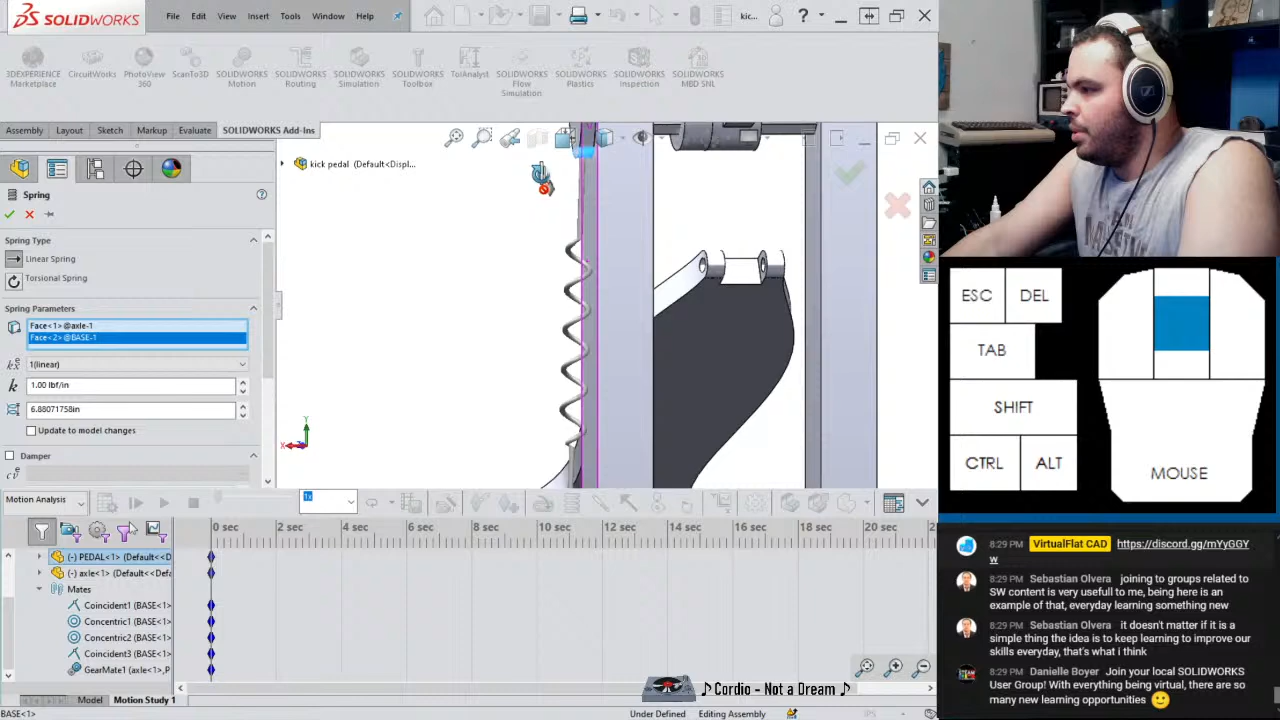 SOLIDWORKS
File Edit View Insert Tools Window Help
kic...
3DEXPERIENCE Marketplace
CircuitWorks
PhotoView 360
ScanTo3D
SOLIDWORKS Motion
SOLIDWORKS Routing
SOLIDWORKS Simulation
SOLIDWORKS Toolbox
TolAnalyst
SOLIDWORKS Flow Simulation
SOLIDWORKS Plastics
SOLIDWORKS Inspection
SOLIDWORKS MBD SNL
Assembly Layout Sketch Markup Evaluate SOLIDWORKS Add-Ins
kick pedal (Default<Displ...
Spring
Spring Type
Linear Spring
Torsional Spring
Spring Parameters
Face<1>@axle-1
Face<2>@BASE-1
1(linear)
k 1.00 lbf/in
6.88071758in
Update to model changes
Damper
Y
X
Motion Analysis
1x
0 sec 2 sec 4 sec 6 sec 8 sec 10 sec 12 sec 14 sec 16 sec 18 sec 20 sec
(-) PEDAL<1> (Default<<D
(-) axle<1> (Default<<Defa
Mates
Coincident1 (BASE<1>
Concentric1 (BASE<1>
Concentric2 (BASE<1>
Coincident3 (BASE<1>
GearMate1 (axle<1>,P
Model Motion Study 1
BASE<1>
Under Defined Editing Assembly IPS
♪ Cordio - Not a Dream ♪
ESC DEL
TAB
SHIFT
CTRL ALT
MOUSE
8:29 PM VirtualFlat CAD https://discord.gg/mYyGGY
w
8:29 PM Sebastian Olvera joining to groups related to
SW content is very usefull to me, being here is an
example of that, everyday learning something new
8:29 PM Sebastian Olvera it doesn't matter if it is a
simple thing the idea is to keep learning to improve our
skills everyday, that's what i think
8:29 PM Danielle Boyer Join your local SOLIDWORKS
User Group! With everything being virtual, there are so
many new learning opportunities 🙂